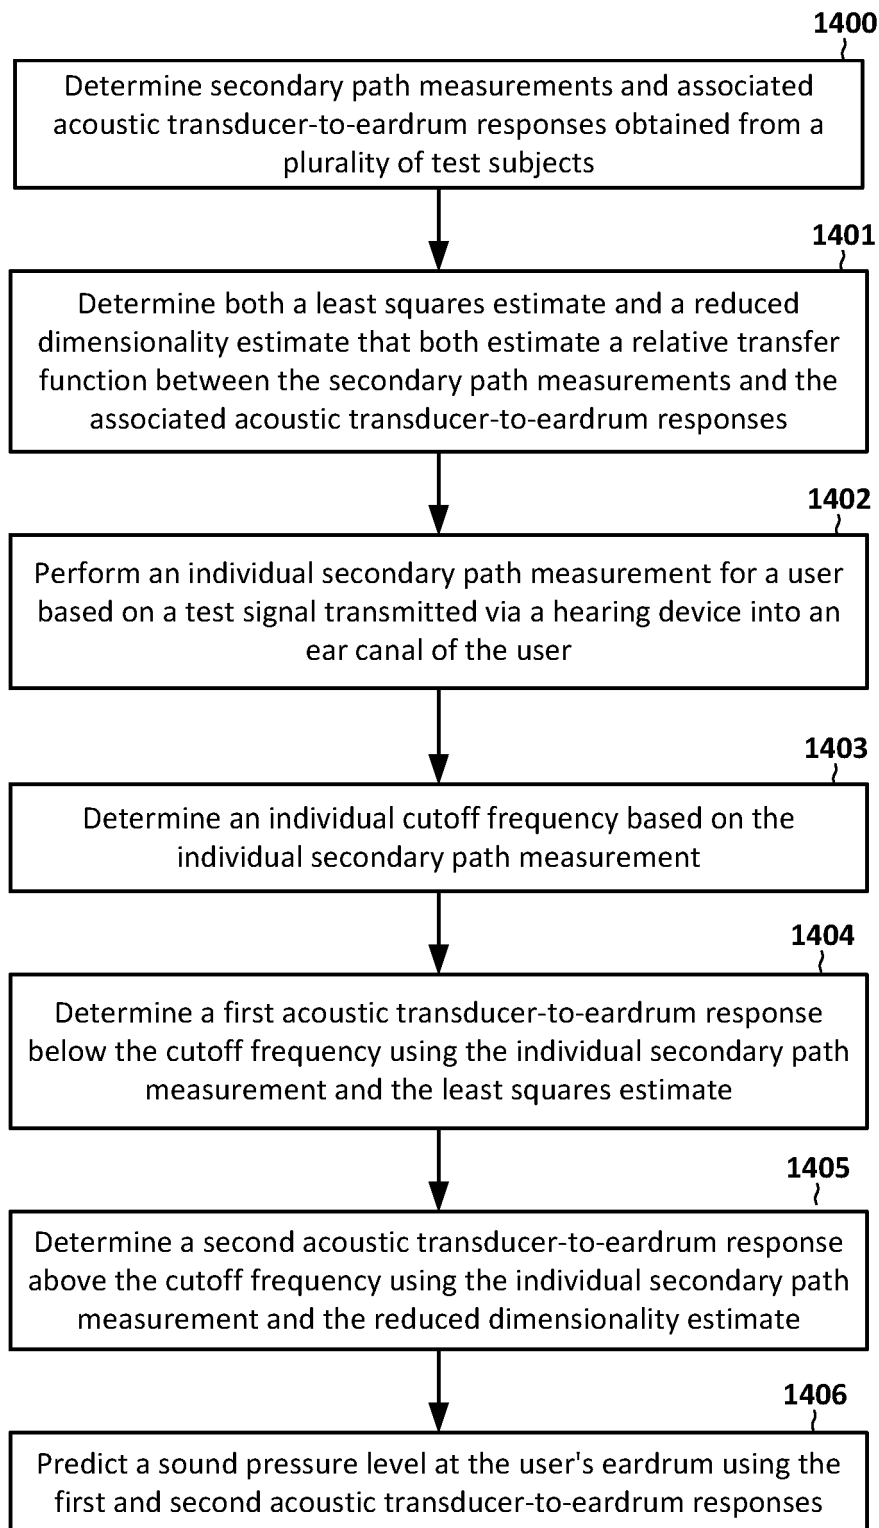 1400
Determine secondary path measurements and associated
acoustic transducer-to-eardrum responses obtained from a
plurality of test subjects
1401
Determine both a least squares estimate and a reduced
dimensionality estimate that both estimate a relative transfer
function between the secondary path measurements and the
associated acoustic transducer-to-eardrum responses
1402
Perform an individual secondary path measurement for a user
based on a test signal transmitted via a hearing device into an
ear canal of the user
1403
Determine an individual cutoff frequency based on the
individual secondary path measurement
1404
Determine a first acoustic transducer-to-eardrum response
below the cutoff frequency using the individual secondary path
measurement and the least squares estimate
1405
Determine a second acoustic transducer-to-eardrum response
above the cutoff frequency using the individual secondary path
measurement and the reduced dimensionality estimate
1406
Predict a sound pressure level at the user's eardrum using the
first and second acoustic transducer-to-eardrum responses